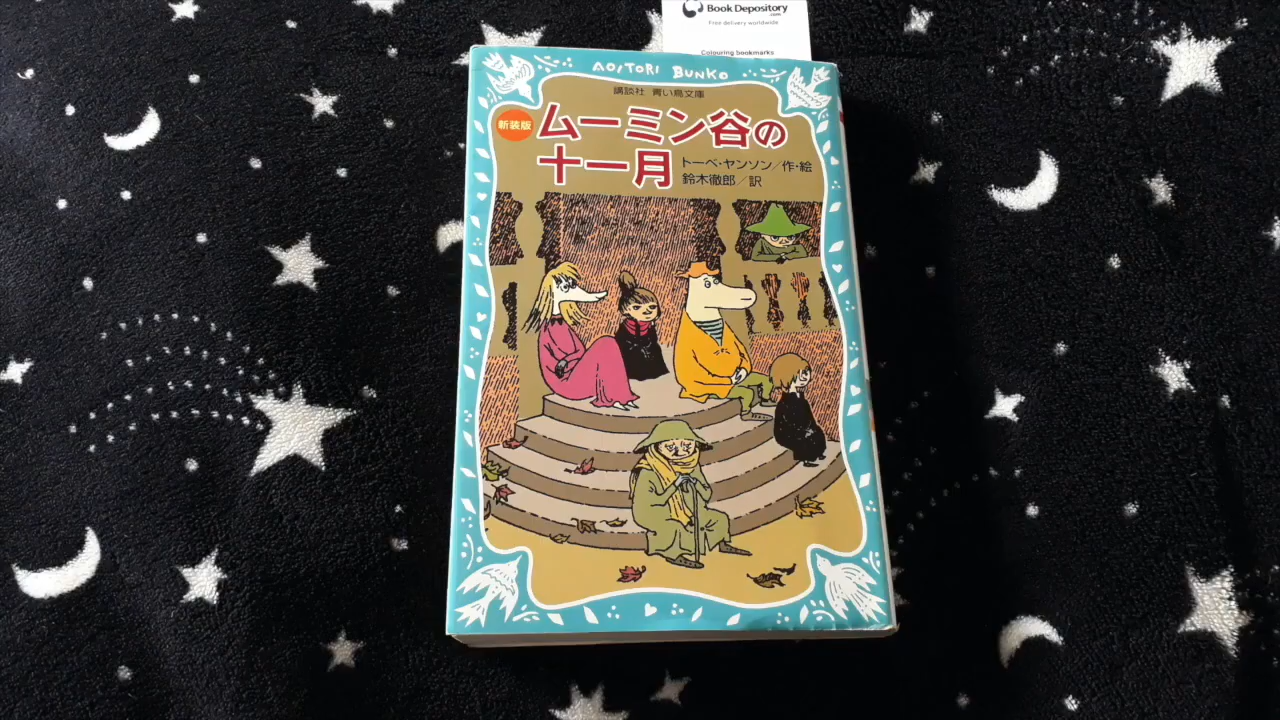 Book Depository
.com
Free delivery worldwide
Colouring bookmarks
AOITORI BUNKO
講談社 青い鳥文庫
新装版
ムーミン谷の
十一月
トーベ・ヤンソン／作・絵
鈴木徹郎／訳